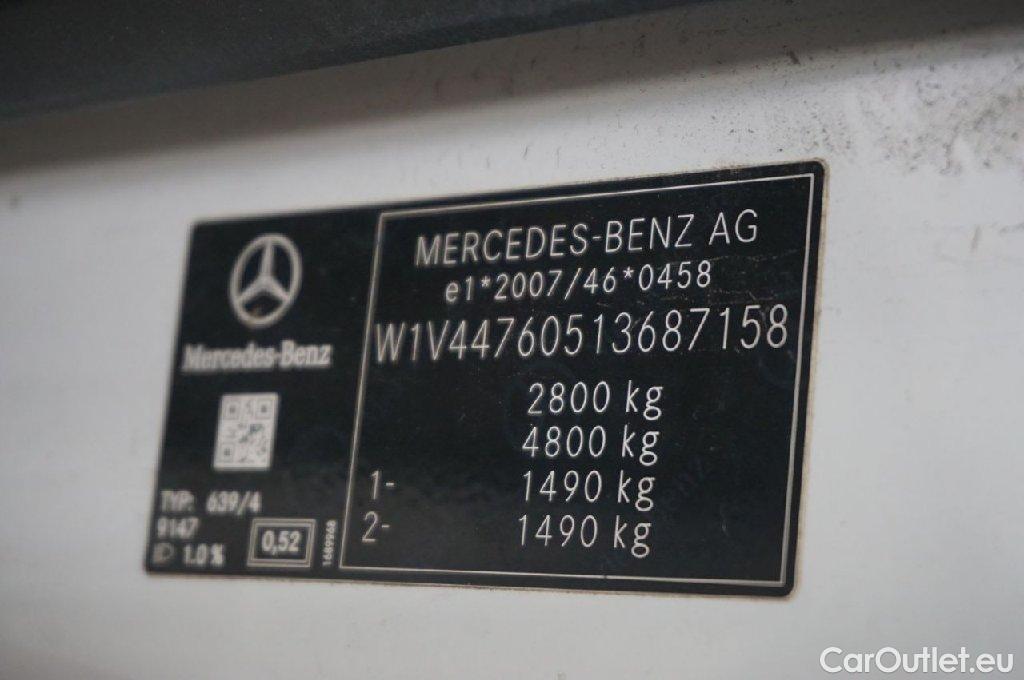 Mercedes-Benz
TYP: 639/4
9147
1.0 %
0,52
1689968
MERCEDES-BENZ AG
e1*2007/46*0458
W1V44760513687158
2800 kg
4800 kg
1- 1490 kg
2- 1490 kg
CarOutlet.eu